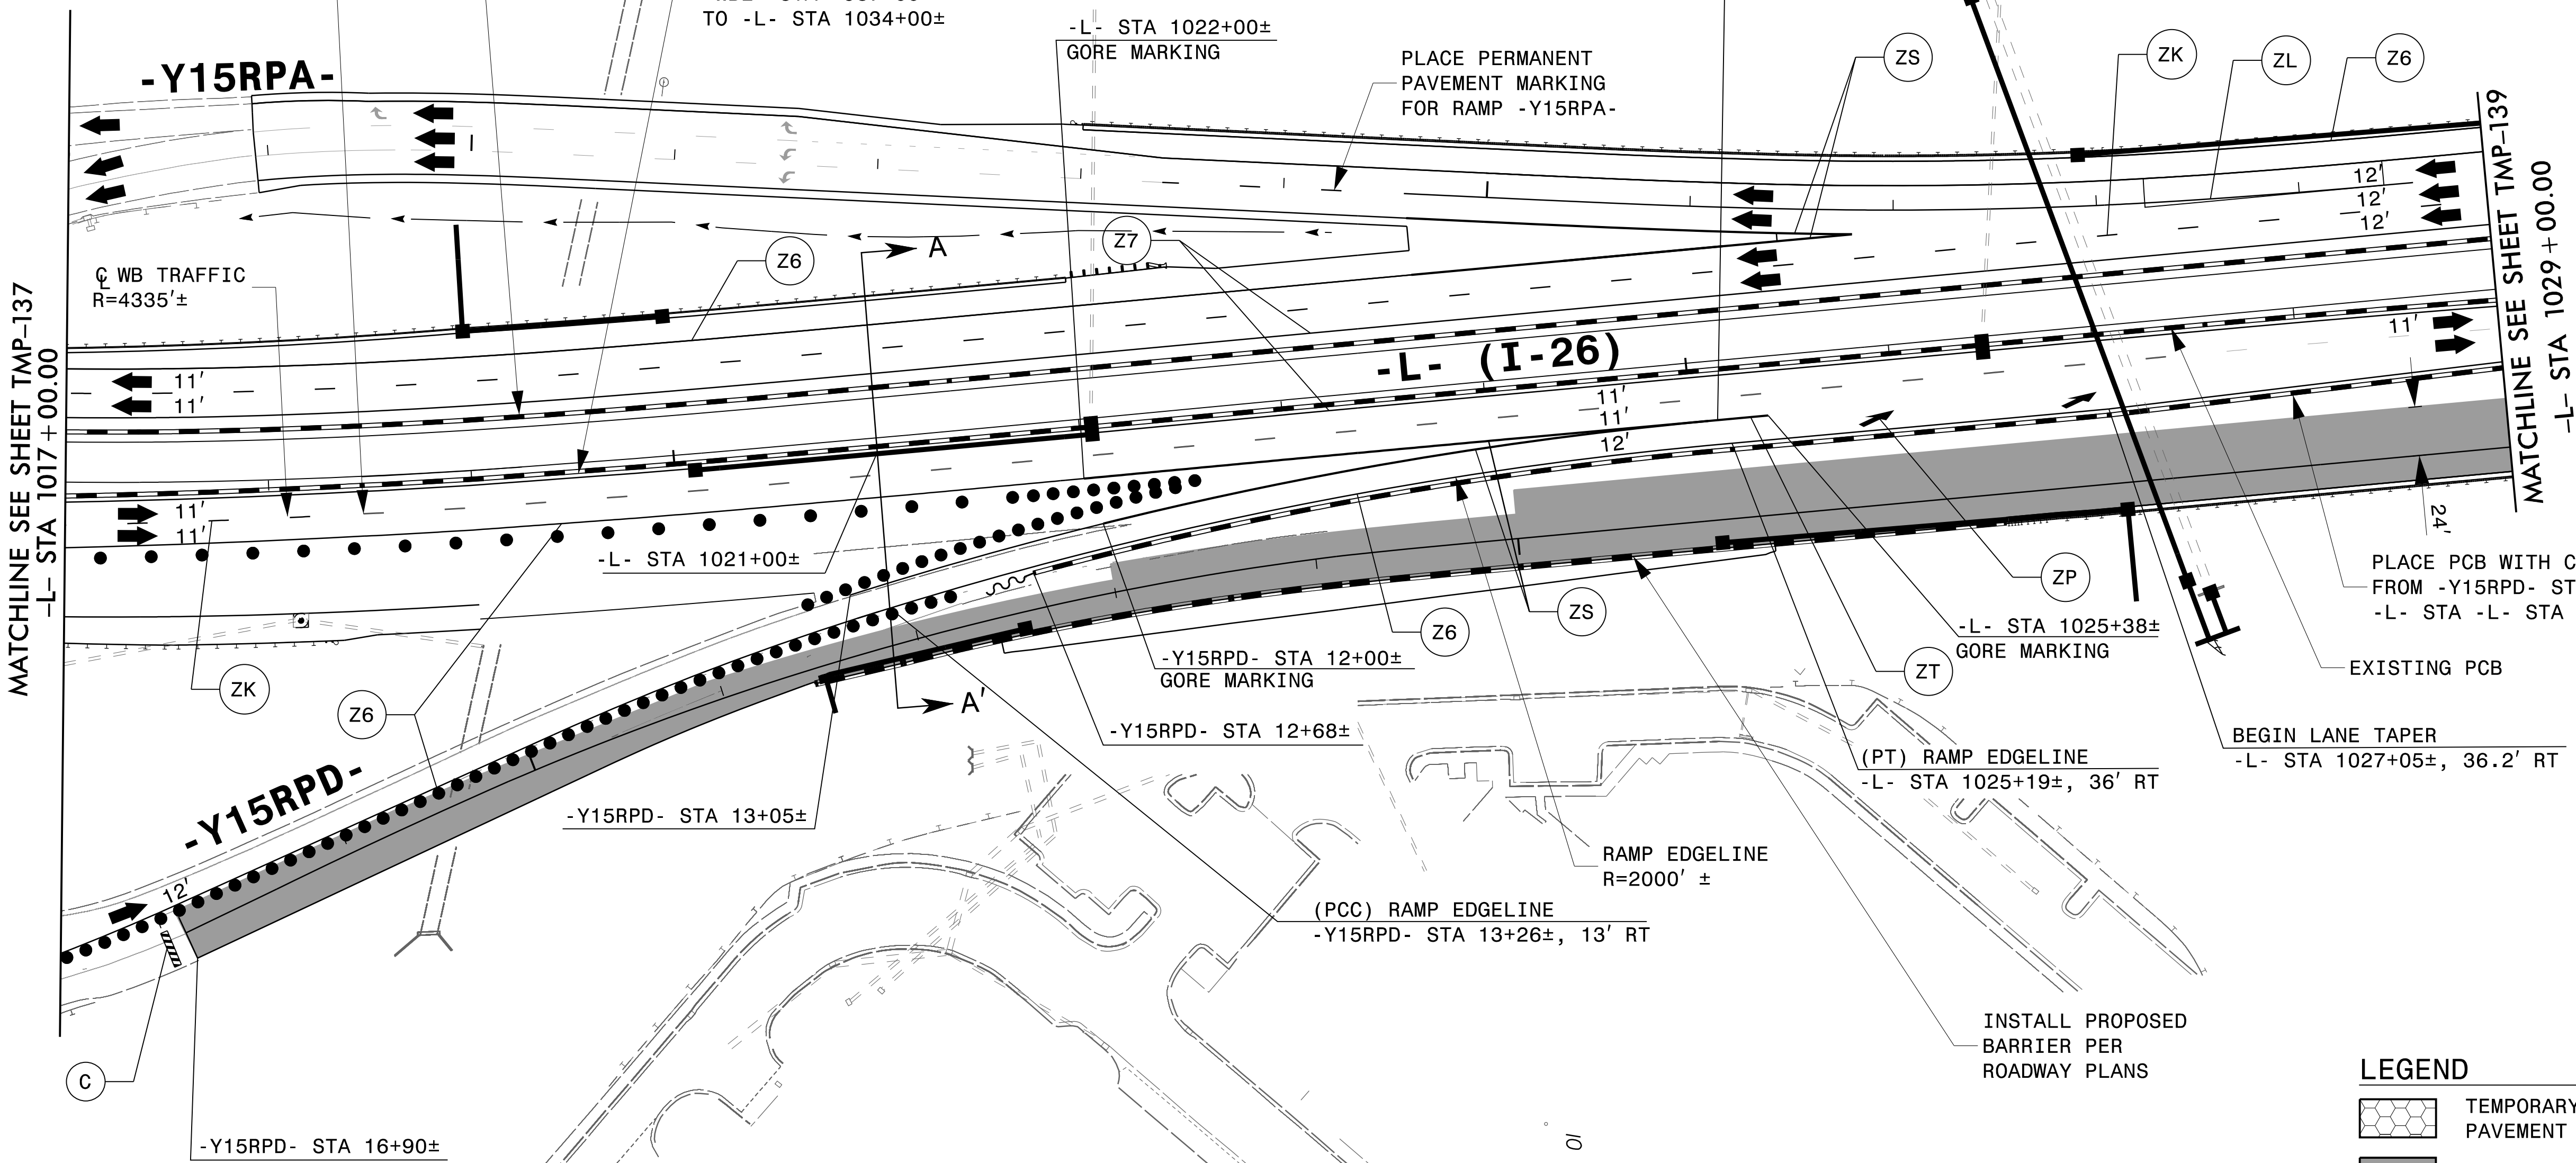 TO -L- STA 1034+00±
-L- STA 1022+00±
GORE MARKING
PLACE PERMANENT
PAVEMENT MARKING
FOR RAMP -Y15RPA-
ZS
ZK
ZL
Z6
-Y15RPA-
MATCHLINE SEE SHEET TMP-139
-L- STA 1029+00.00
12'
12'
12'
A
Z7
Z6
℄ WB TRAFFIC
R=4335'±
MATCHLINE SEE SHEET TMP-137
-L- STA 1017+00.00
11'
11'
-L- (I-26)
11'
11'
11'
12'
11'
11'
-L- STA 1021+00±
24'
PLACE PCB WITH C
FROM -Y15RPD- ST
-L- STA -L- STA
ZP
ZS
Z6
-L- STA 1025+38±
GORE MARKING
ZT
EXISTING PCB
-Y15RPD- STA 12+00±
GORE MARKING
ZK
Z6
A'
-Y15RPD- STA 12+68±
BEGIN LANE TAPER
-L- STA 1027+05±, 36.2' RT
(PT) RAMP EDGELINE
-L- STA 1025+19±, 36' RT
-Y15RPD-
-Y15RPD- STA 13+05±
RAMP EDGELINE
R=2000' ±
12'
(PCC) RAMP EDGELINE
-Y15RPD- STA 13+26±, 13' RT
INSTALL PROPOSED
BARRIER PER
ROADWAY PLANS
C
-Y15RPD- STA 16+90±
10
LEGEND
TEMPORARY
PAVEMENT